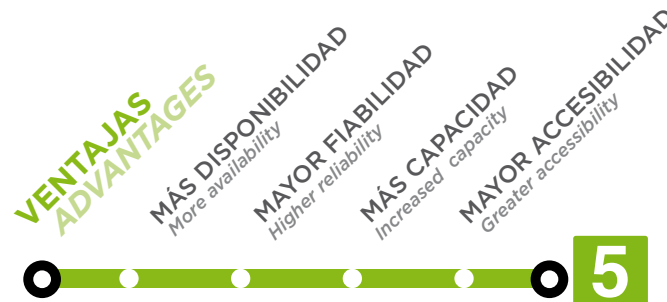 VENTAJAS
ADVANTAGES
MÁS DISPONIBILIDAD
More availability
MAYOR FIABILIDAD
Higher reliability
MÁS CAPACIDAD
Increased capacity
MAYOR ACCESIBILIDAD
Greater accessibility
5